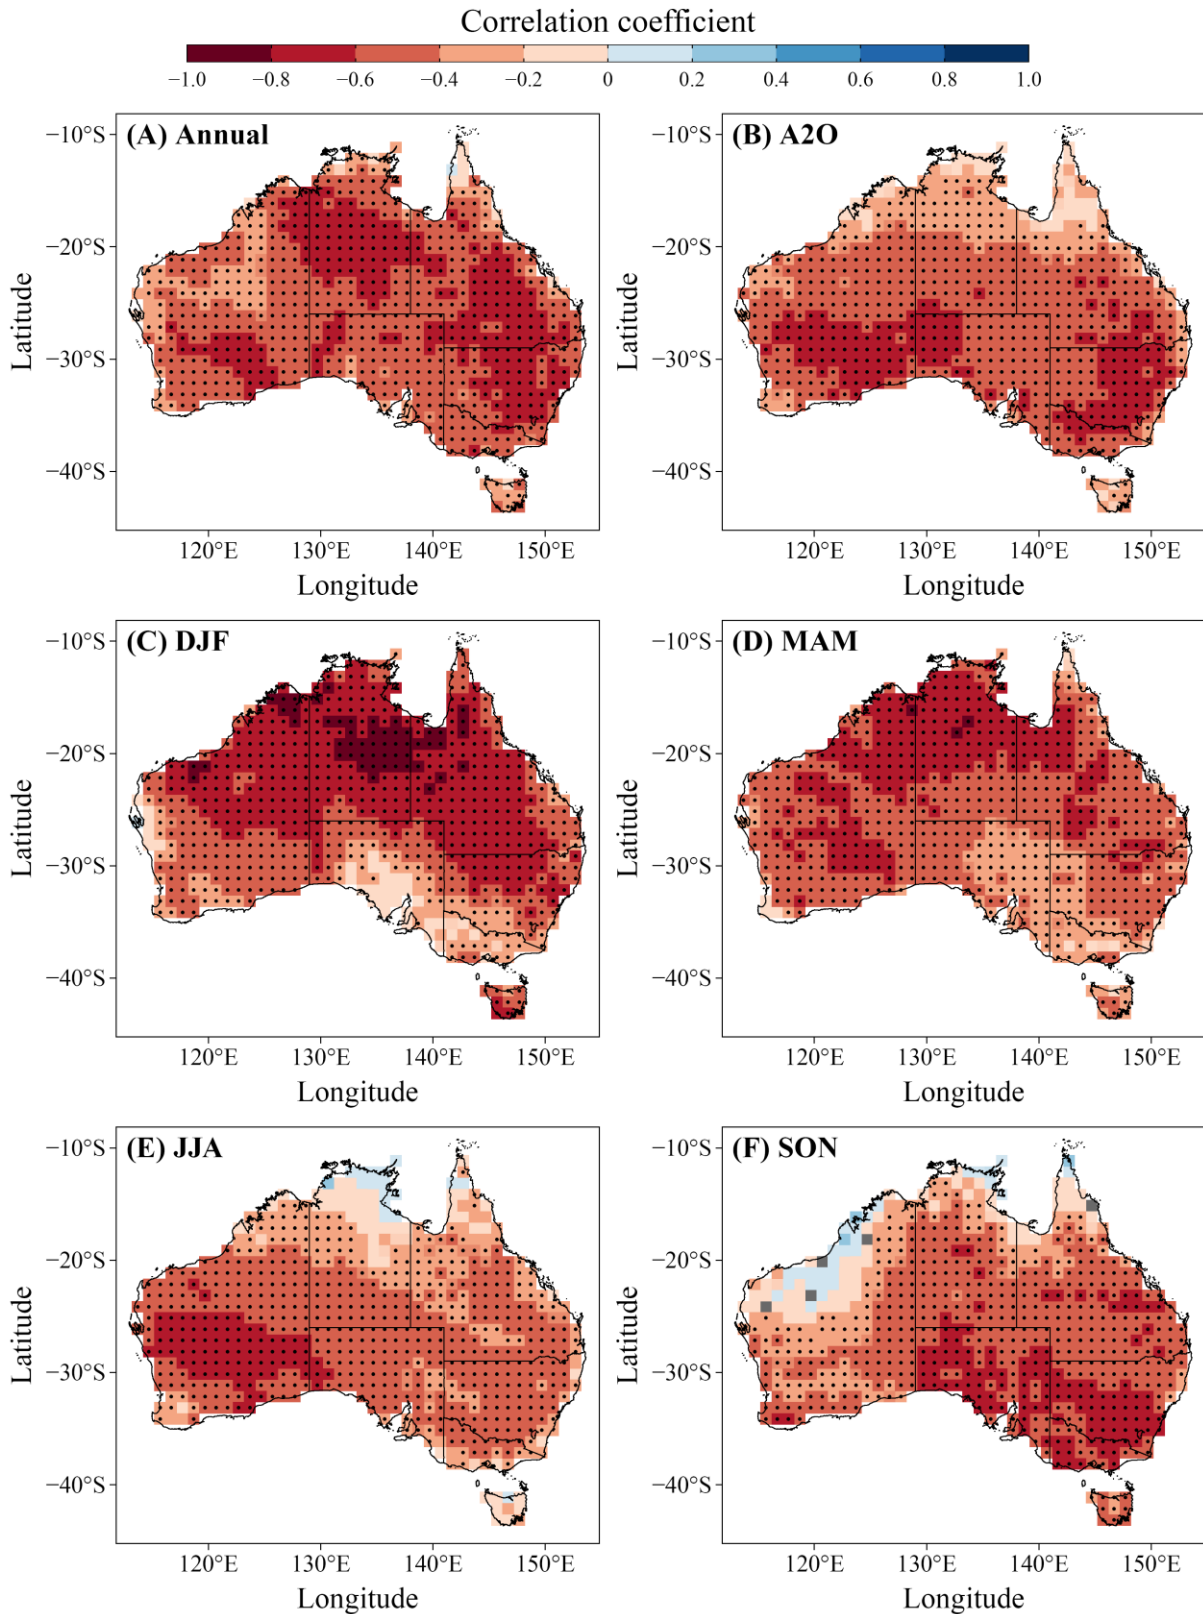 Correlation coefficient
−1.0 −0.8 −0.6 −0.4 −0.2 0 0.2 0.4 0.6 0.8 1.0
(A) Annual
−10°S
−20°S
−30°S
−40°S
Latitude
120°E 130°E 140°E 150°E
Longitude
(B) A2O
−10°S
−20°S
−30°S
−40°S
Latitude
120°E 130°E 140°E 150°E
Longitude
(C) DJF
−10°S
−20°S
−30°S
−40°S
Latitude
120°E 130°E 140°E 150°E
Longitude
(D) MAM
−10°S
−20°S
−30°S
−40°S
Latitude
120°E 130°E 140°E 150°E
Longitude
(E) JJA
−10°S
−20°S
−30°S
−40°S
Latitude
120°E 130°E 140°E 150°E
Longitude
(F) SON
−10°S
−20°S
−30°S
−40°S
Latitude
120°E 130°E 140°E 150°E
Longitude